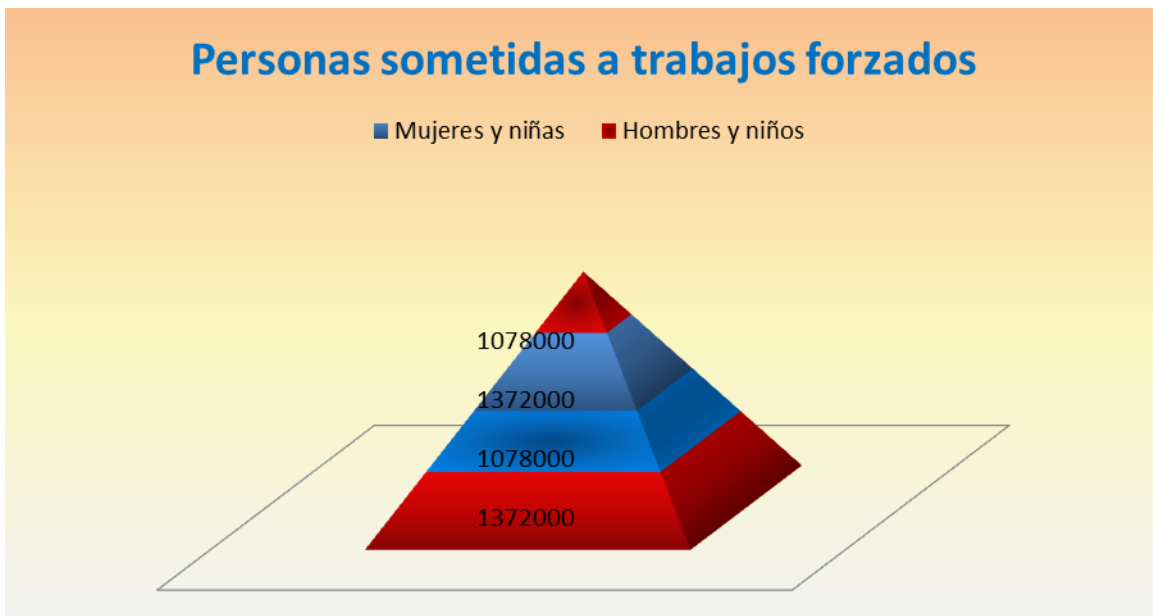 Personas sometidas a trabajos forzados
Mujeres y niñas Hombres y niños
1078000
1372000
1078000
1372000